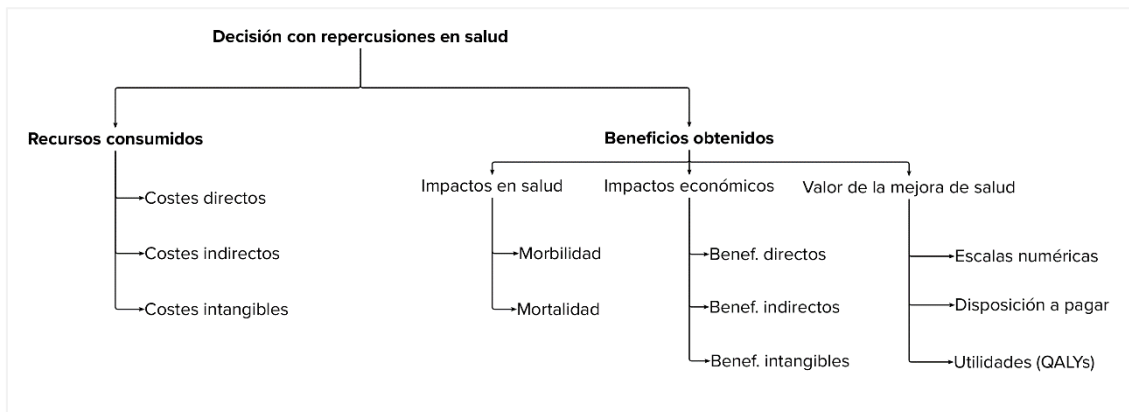 Decisión con repercusiones en salud
Recursos consumidos
Costes directos
Costes indirectos
Costes intangibles
Beneficios obtenidos
Impactos en salud
Morbilidad
Mortalidad
Impactos económicos
Benef. directos
Benef. indirectos
Benef. intangibles
Valor de la mejora de salud
Escalas numéricas
Disposición a pagar
Utilidades (QALYs)